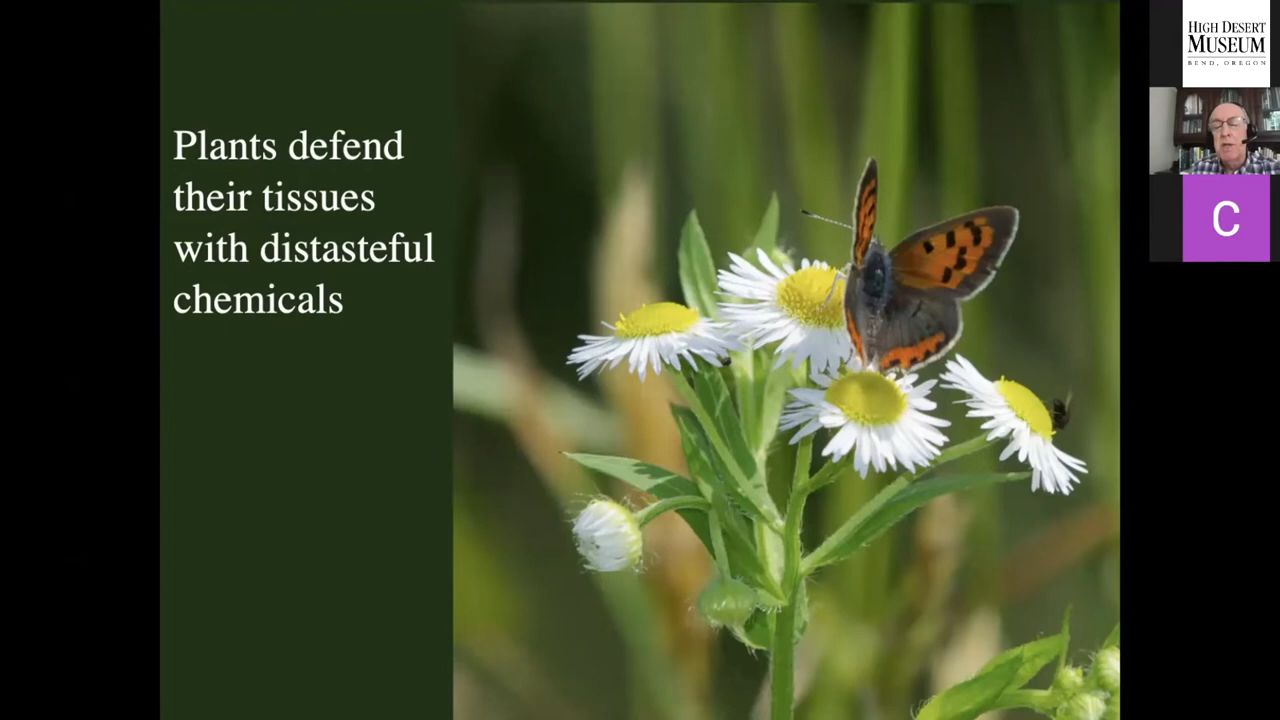 Plants defend
their tissues
with distasteful
chemicals
HIGH DESERT
MUSEUM
BEND, OREGON
C